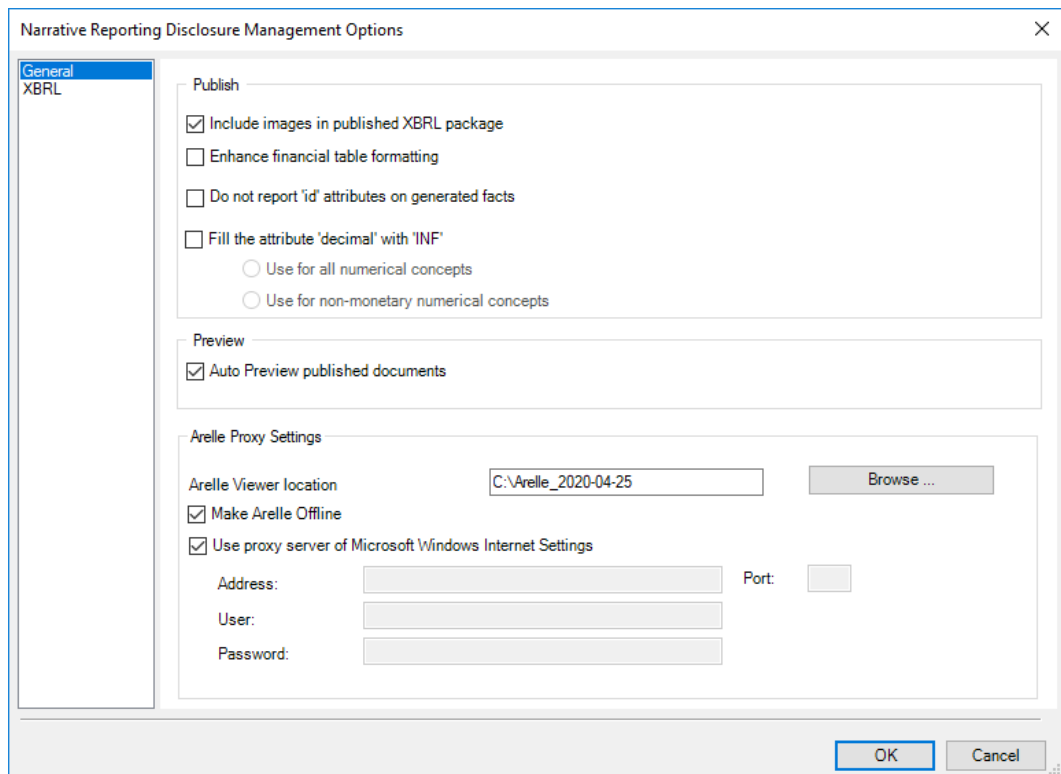 Narrative Reporting Disclosure Management Options
General
XBRL
Publish
Include images in published XBRL package
Enhance financial table formatting
Do not report 'id' attributes on generated facts
Fill the attribute 'decimal' with 'INF'
Use for all numerical concepts
Use for non-monetary numerical concepts
Preview
Auto Preview published documents
Arelle Proxy Settings
Arelle Viewer location C:\Arelle_2020-04-25 Browse ...
Make Arelle Offline
Use proxy server of Microsoft Windows Internet Settings
Address: Port:
User:
Password:
OK Cancel